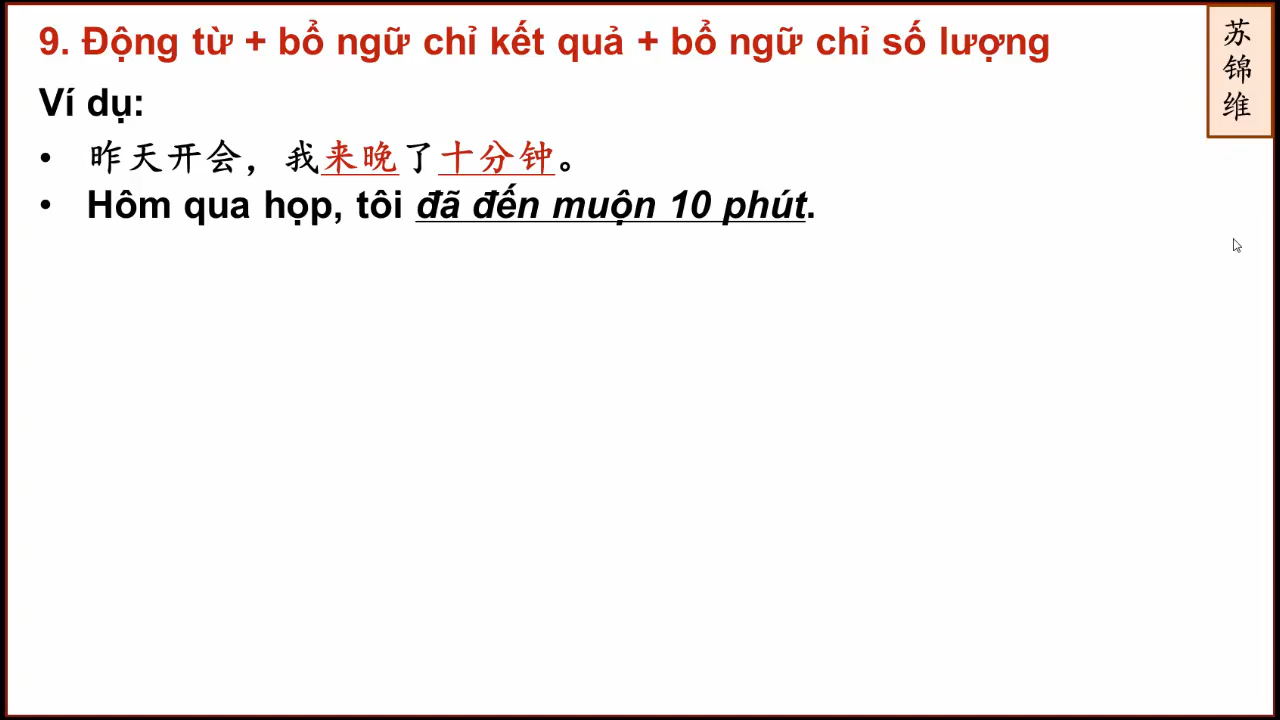 9. Động từ + bổ ngữ chỉ kết quả + bổ ngữ chỉ số lượng
Ví dụ:
• 昨天开会，我来晚了十分钟。
• Hôm qua họp, tôi đã đến muộn 10 phút.
苏
锦
维